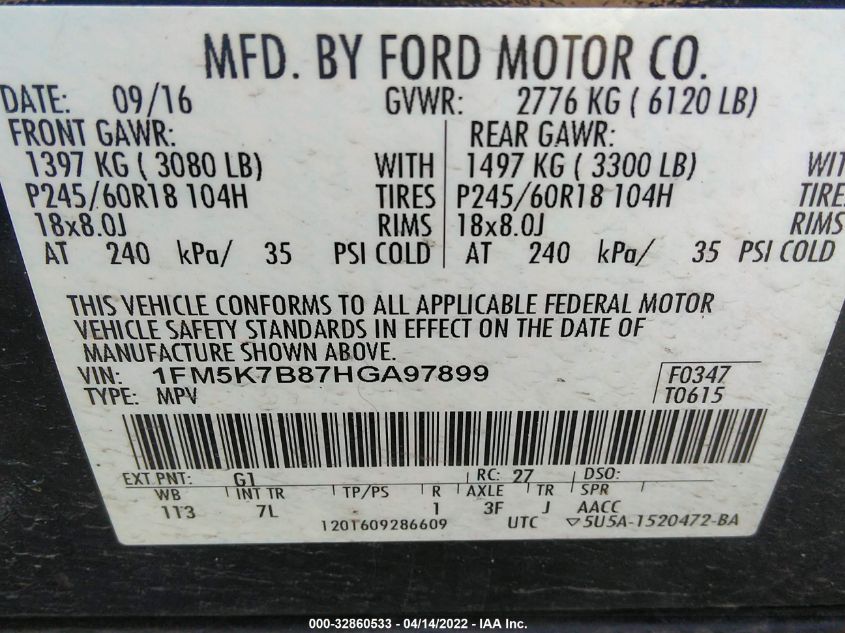 MFD. BY FORD MOTOR CO.
DATE: 09/16 GVWR: 2776 KG ( 6120 LB)
FRONT GAWR: REAR GAWR:
1397 KG ( 3080 LB) WITH 1497 KG ( 3300 LB) WIT
P245/60R18 104H TIRES P245/60R18 104H TIRE
18x8.0J RIMS 18x8.0J RIMS
AT 240 kPa/ 35 PSI COLD AT 240 kPa/ 35 PSI COLD
THIS VEHICLE CONFORMS TO ALL APPLICABLE FEDERAL MOTOR
VEHICLE SAFETY STANDARDS IN EFFECT ON THE DATE OF
MANUFACTURE SHOWN ABOVE.
VIN: 1FM5K7B87HGA97899 F0347
TYPE: MPV T0615
EXT PNT: G1 RC: 27 DSO:
WB INT TR TP/PS R AXLE TR SPR
113 7L 1 3F J AACC
1201609286609 UTC ▽5U5A-1520472-BA
000-32860533 - 04/14/2022 - IAA Inc.